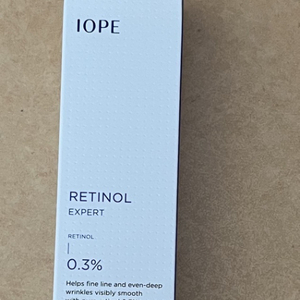 IOPE
RETINOL
EXPERT
RETINOL
0.3%
Helps fine line and even-deep
wrinkles visibly smooth